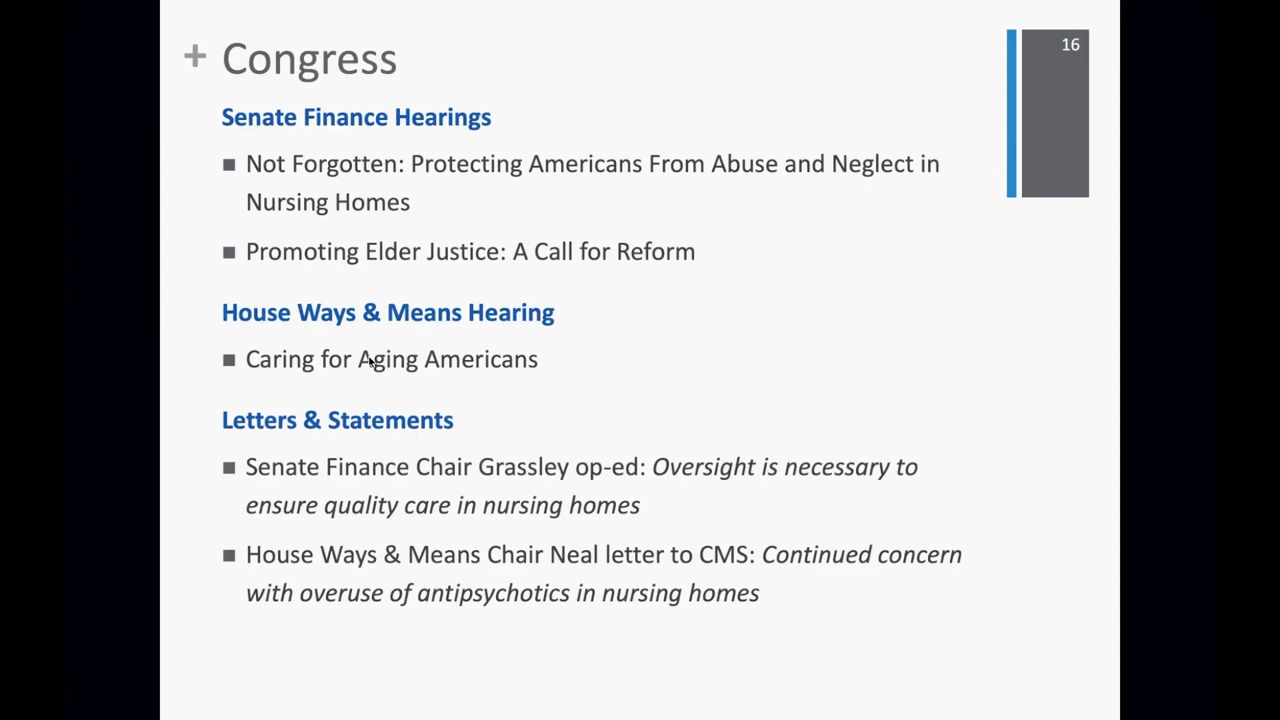 + Congress
16
Senate Finance Hearings
■ Not Forgotten: Protecting Americans From Abuse and Neglect in
Nursing Homes
■ Promoting Elder Justice: A Call for Reform
House Ways & Means Hearing
■ Caring for Aging Americans
Letters & Statements
■ Senate Finance Chair Grassley op-ed: Oversight is necessary to
ensure quality care in nursing homes
■ House Ways & Means Chair Neal letter to CMS: Continued concern
with overuse of antipsychotics in nursing homes